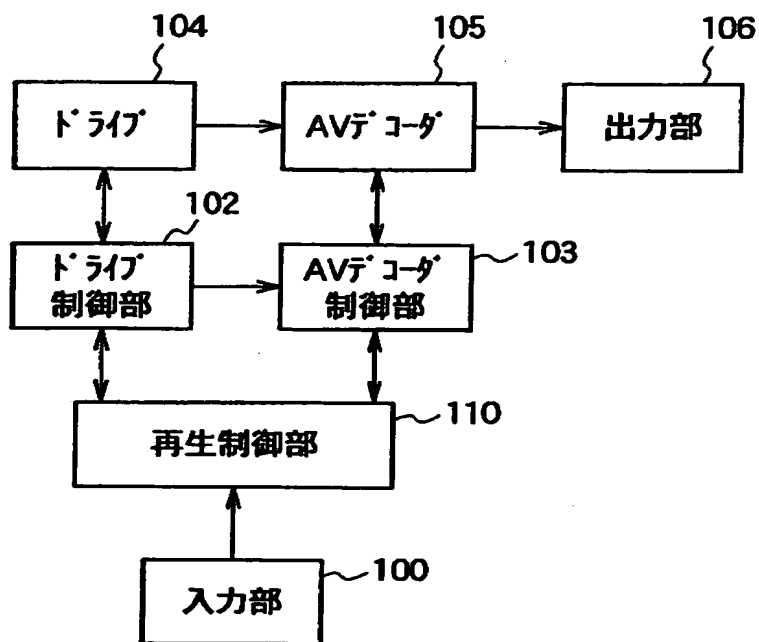 104
105
106
ドライブ
AVデコーダ
出力部
102
ドライブ
制御部
AVデコーダ
制御部
103
再生制御部
110
入力部
100